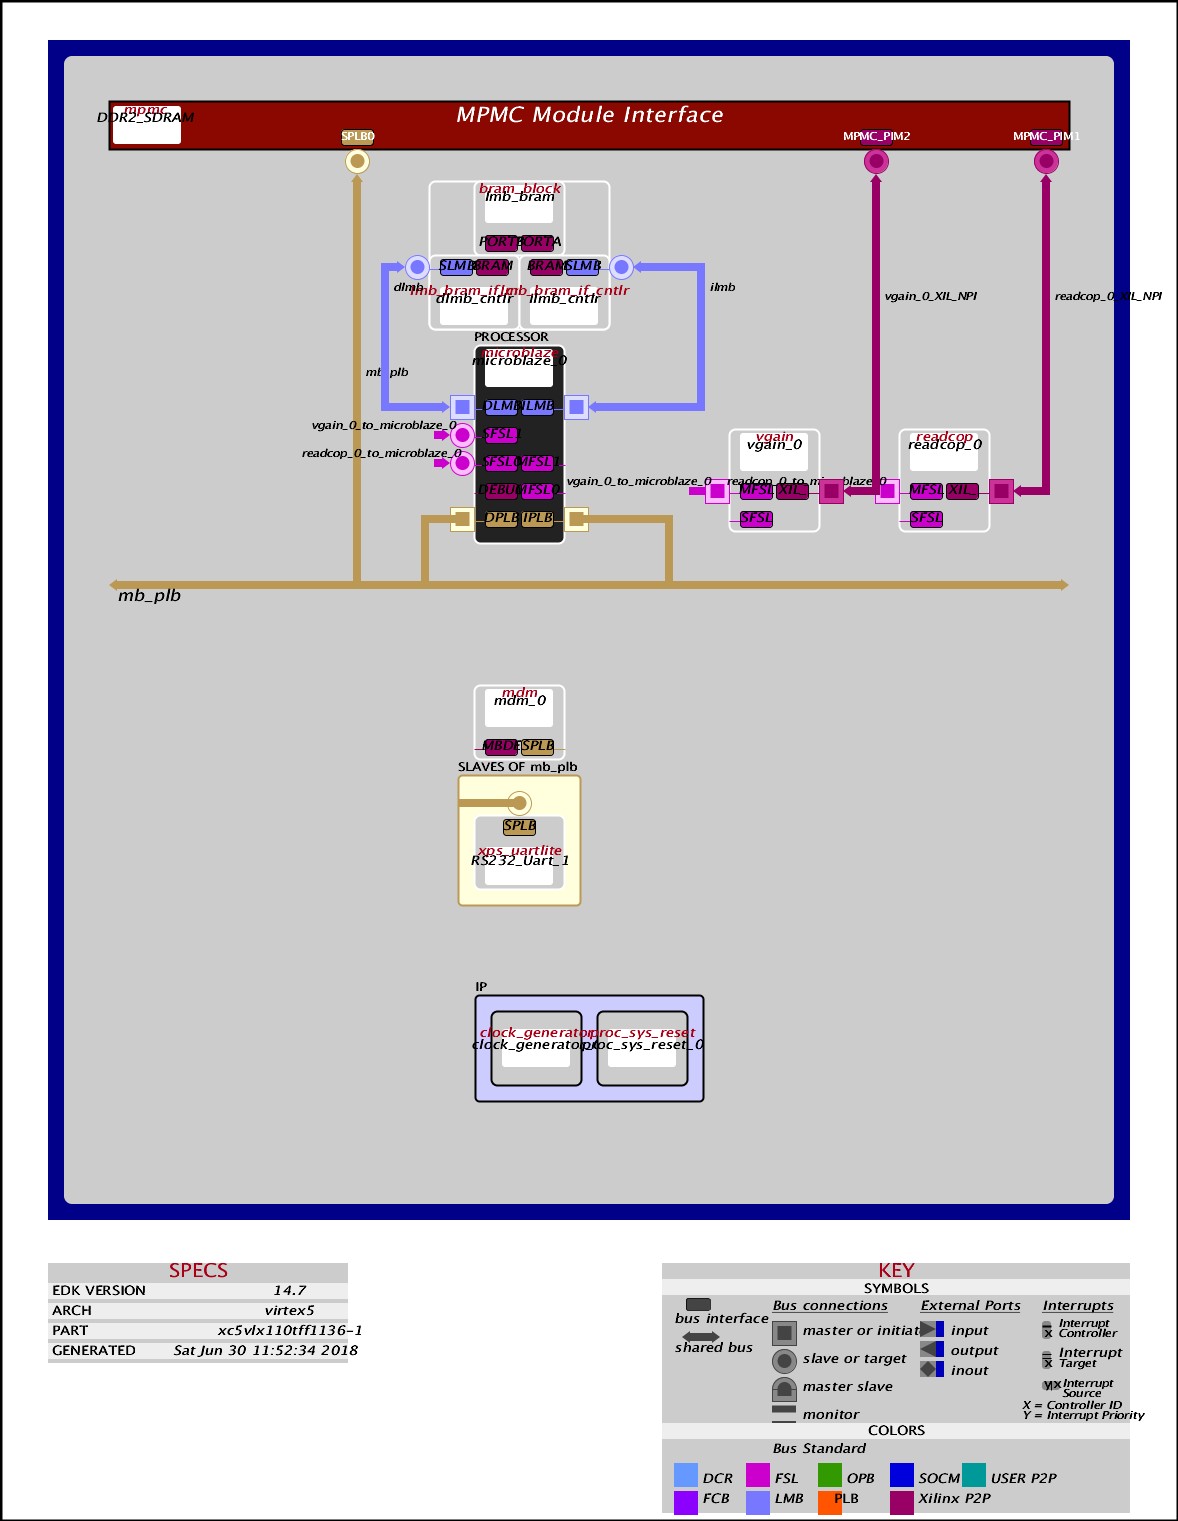 mpmc
DDR2_SDRAM
MPMC Module Interface
SPLB0
MPMC_PIM2
MPMC_PIM1
bram_block
lmb_bram
PORTB
PORTA
SLMB
BRAM
BRAM
SLMB
dlmb
ilmb
dlmb_cntlr
lmb_bram_if_cntlr
ilmb_cntlr
vgain_0_XIL_NPI
readcop_0_XIL_NPI
PROCESSOR
microblaze
microblaze_0
mb_plb
DLMB
ILMB
vgain_0_to_microblaze_0
SFSL1
readcop_0_to_microblaze_0
SFSL0
MFSL1
DEBUG
MFSL0
DPLB
IPLB
vgain_0_to_microblaze_0
readcop_0_to_microblaze_0
vgain
vgain_0
MFSL
XIL_
SFSL
readcop
readcop_0
MFSL
XIL_
SFSL
mb_plb
mdm
mdm_0
SPLB
SLAVES OF mb_plb
SPLB
xps_uartlite
RS232_Uart_1
IP
clock_generator
proc_sys_reset
proc_sys_reset_0
SPECS
EDK VERSION 14.7
ARCH virtex5
PART xc5vlx110tff1136-1
GENERATED Sat Jun 30 11:52:34 2018
KEY
SYMBOLS
bus interface
shared bus
Bus connections
master or initiat
slave or target
master slave
monitor
External Ports
input
output
inout
Interrupts
Interrupt
Controller
Interrupt
Target
Interrupt
Source
X = Controller ID
Y = Interrupt Priority
COLORS
Bus Standard
DCR FSL OPB SOCM USER P2P
FCB LMB PLB Xilinx P2P